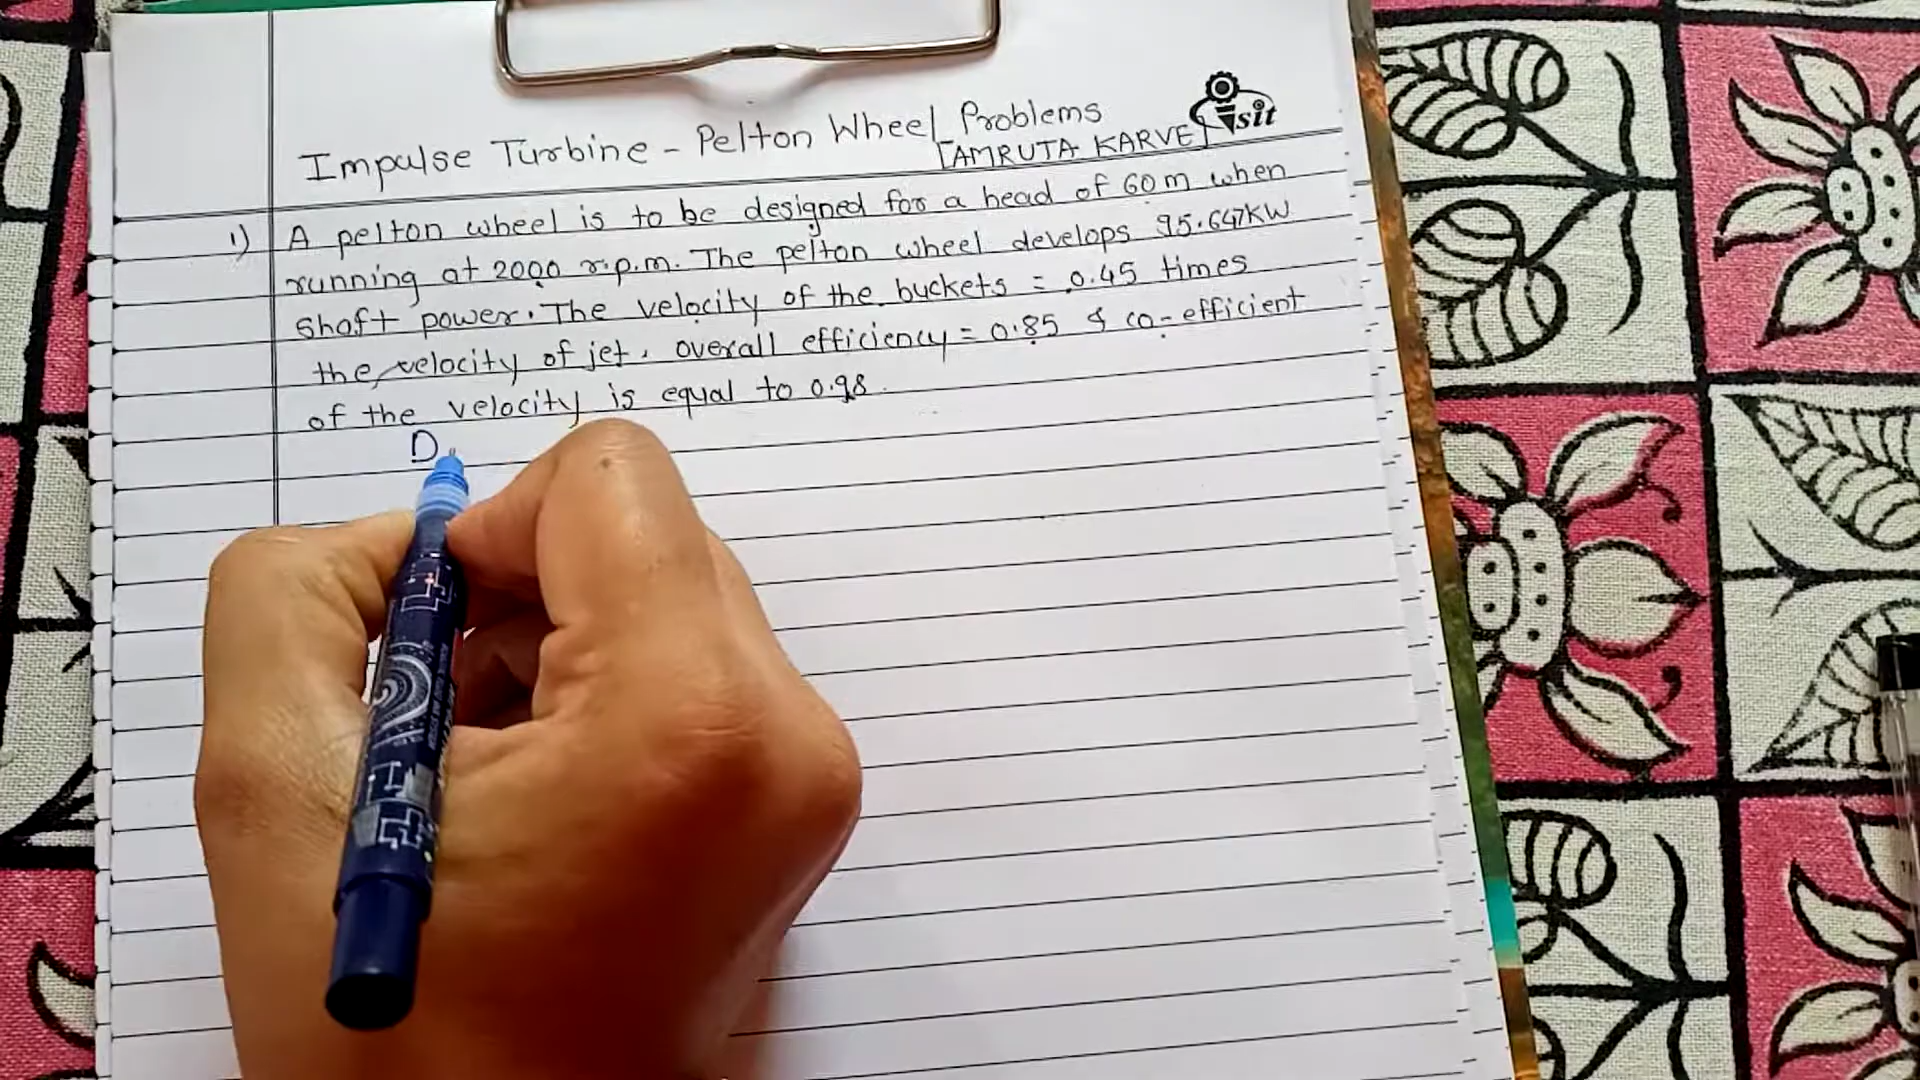 Impulse Turbine - Pelton Wheel Problems
[AMRUTA KARVE]
sit
1) A pelton wheel is to be designed for a head of 60m when
running at 2000 r.p.m. The pelton wheel develops 95.647KW
shaft power. The velocity of the buckets = 0.45 times
the velocity of jet, overall efficiency = 0.85 & co-efficient
of the velocity is equal to 0.98.
D